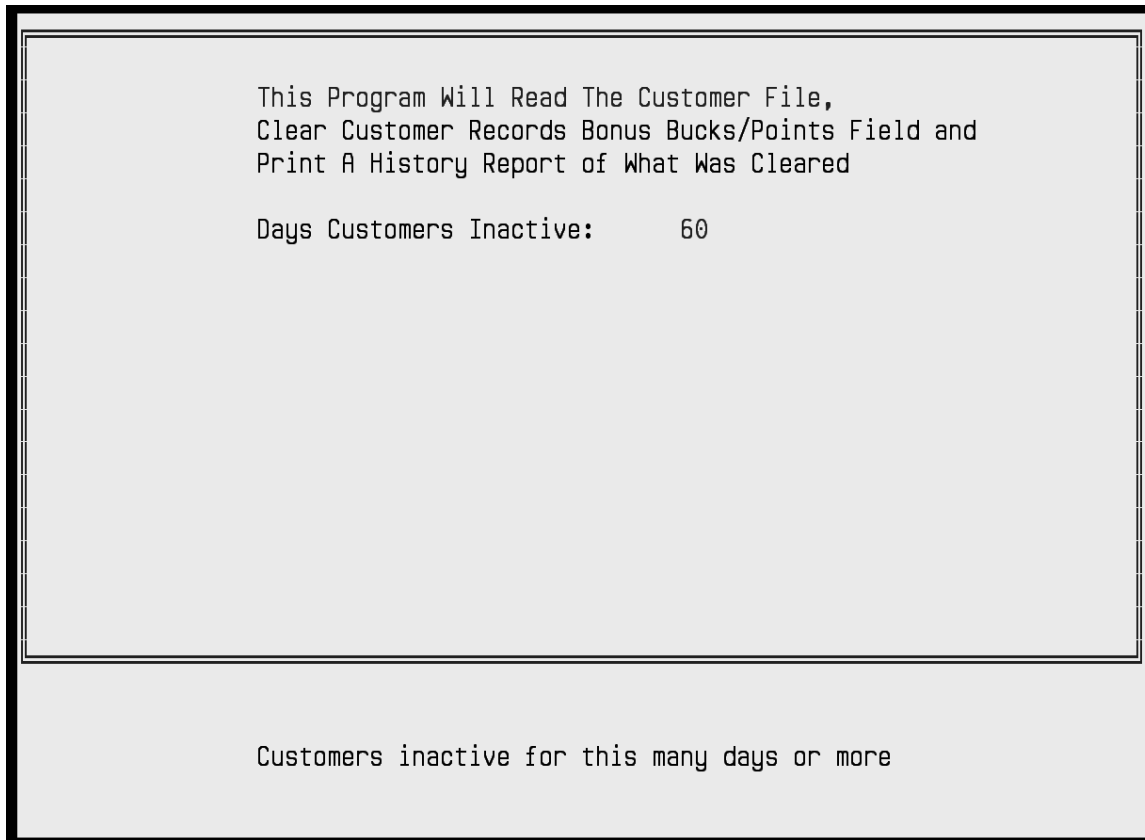 This Program Will Read The Customer File,
Clear Customer Records Bonus Bucks/Points Field and
Print A History Report of What Was Cleared
Days Customers Inactive: 60
Customers inactive for this many days or more